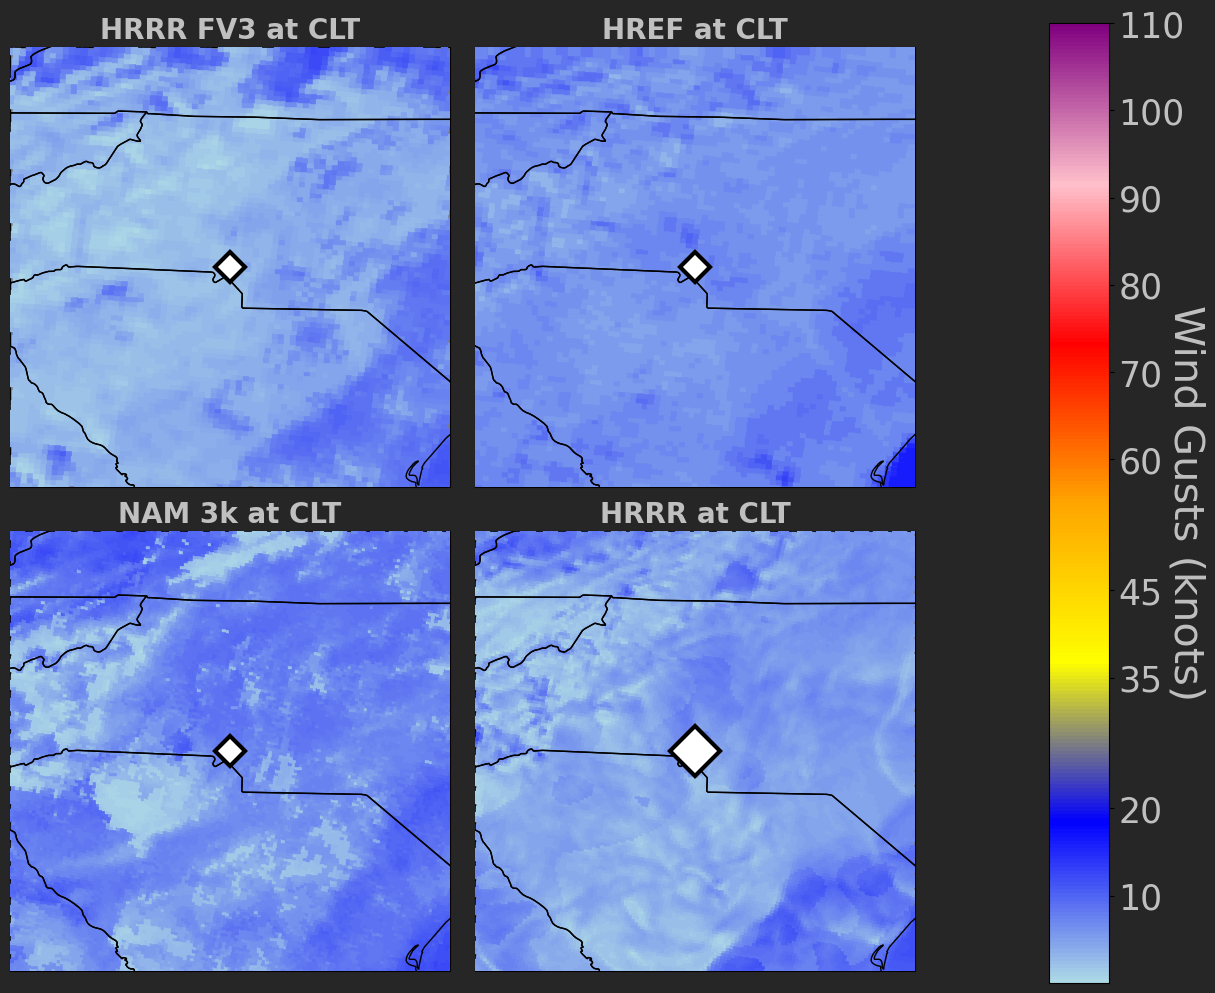 HRRR FV3 at CLT
HREF at CLT
NAM 3k at CLT
HRRR at CLT
110
100
90
80
70
60
45
35
20
10
Wind Gusts (knots)